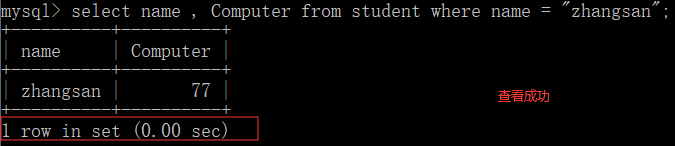 mysql> select name , Computer from student where name = "zhangsan";
+----------+----------+
| name     | Computer |
+----------+----------+
| zhangsan |       77 |
+----------+----------+
查看成功
1 row in set (0.00 sec)